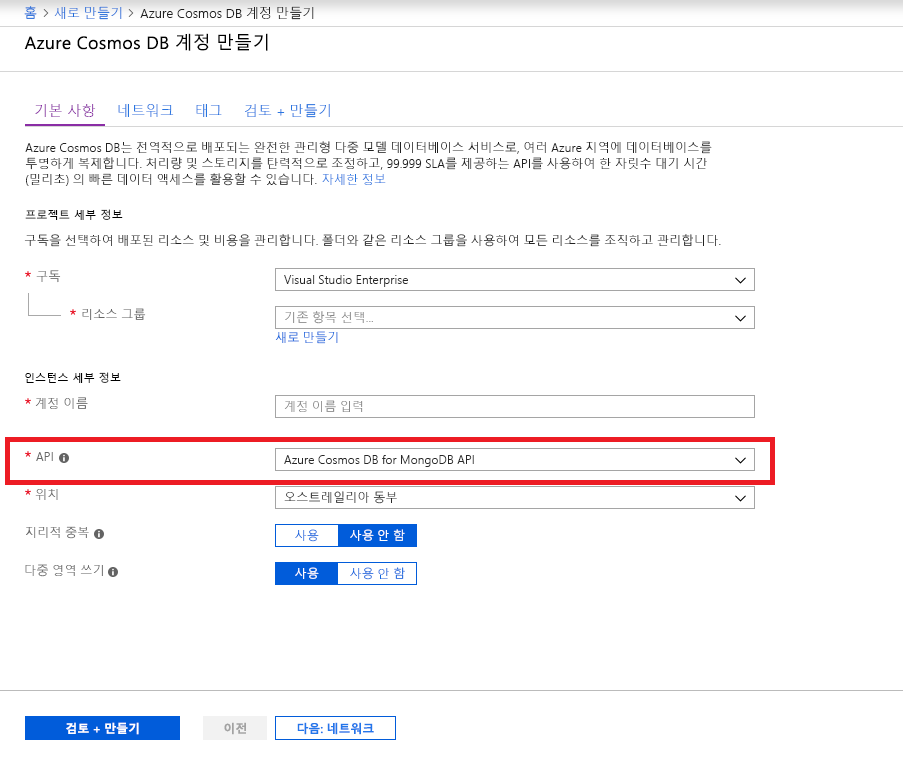 홈 > 새로 만들기 > Azure Cosmos DB 계정 만들기
Azure Cosmos DB 계정 만들기
기본 사항 네트워크 태그 검토 + 만들기
Azure Cosmos DB는 전역적으로 배포되는 완전한 관리형 다중 모델 데이터베이스 서비스로, 여러 Azure 지역에 데이터베이스를
투명하게 복제합니다. 처리량 및 스토리지를 탄력적으로 조정하고, 99.999 SLA를 제공하는 API를 사용하여 한 자릿수 대기 시간
(밀리초) 의 빠른 데이터 액세스를 활용할 수 있습니다. 자세한 정보
프로젝트 세부 정보
구독을 선택하여 배포된 리소스 및 비용을 관리합니다. 폴더와 같은 리소스 그룹을 사용하여 모든 리소스를 조직하고 관리합니다.
* 구독 Visual Studio Enterprise
* 리소스 그룹 기존 항목 선택...
새로 만들기
인스턴스 세부 정보
* 계정 이름 계정 이름 입력
* API Azure Cosmos DB for MongoDB API
* 위치 오스트레일리아 동부
지리적 중복 사용 사용 안 함
다중 영역 쓰기 사용 사용 안 함
검토 + 만들기 이전 다음: 네트워크